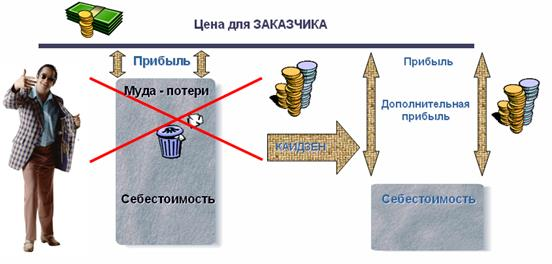 Цена для ЗАКАЗЧИКА
Прибыль
Муда - потери
Себестоимость
КАЙДЗЕН
Прибыль
Дополнительная
прибыль
Себестоимость